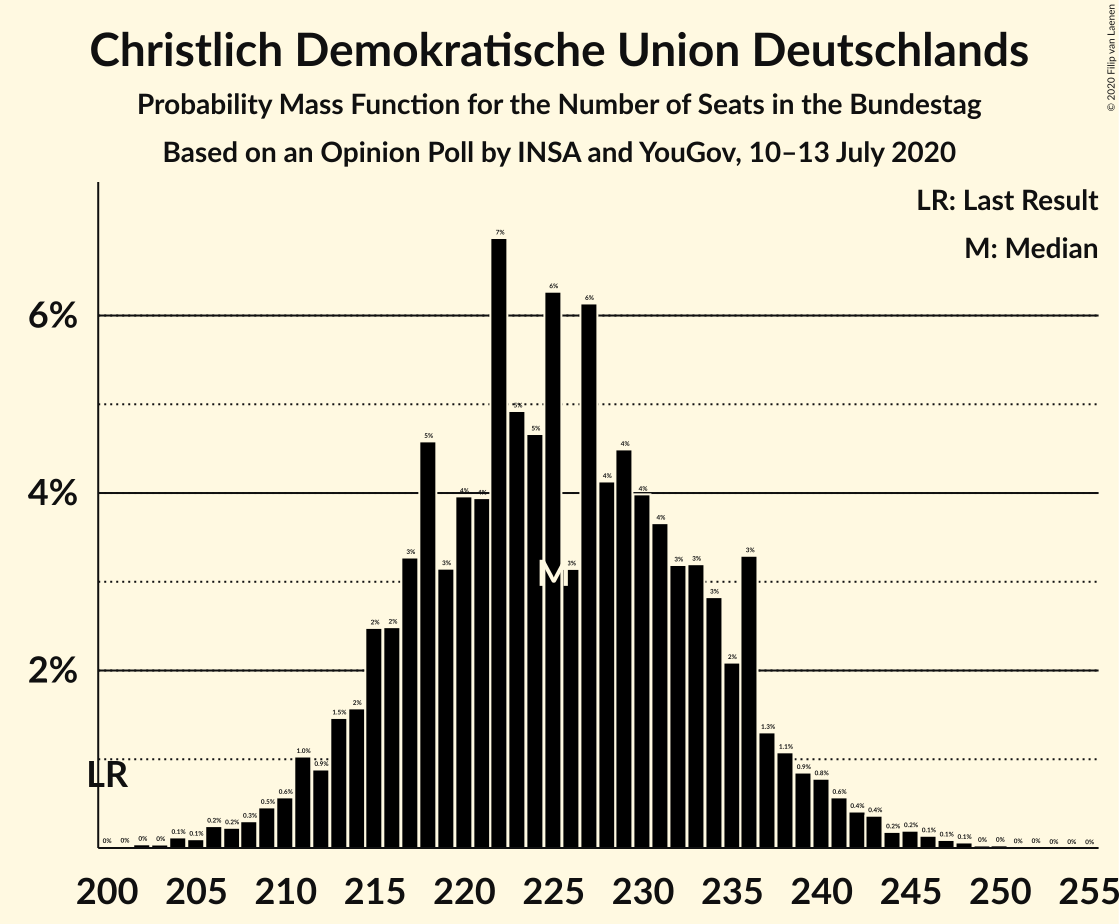 Christlich Demokratische Union Deutschlands
Probability Mass Function for the Number of Seats in the Bundestag
Based on an Opinion Poll by INSA and YouGov, 10–13 July 2020
© 2020 Filip van Laenen
LR: Last Result
M: Median
6%
4%
2%
LR
M
0% 0% 0% 0% 0.1% 0.1% 0.2% 0.2% 0.3% 0.5% 0.6% 1.0% 0.9% 1.5% 2% 2% 2% 3% 5% 3% 4% 4% 7% 5% 5% 6% 3% 6% 4% 4% 4% 4% 3% 3% 3% 2% 3% 1.3% 1.1% 0.9% 0.8% 0.6% 0.4% 0.4% 0.2% 0.2% 0.1% 0.1% 0.1% 0% 0% 0% 0% 0% 0% 0%
200 205 210 215 220 225 230 235 240 245 250 255